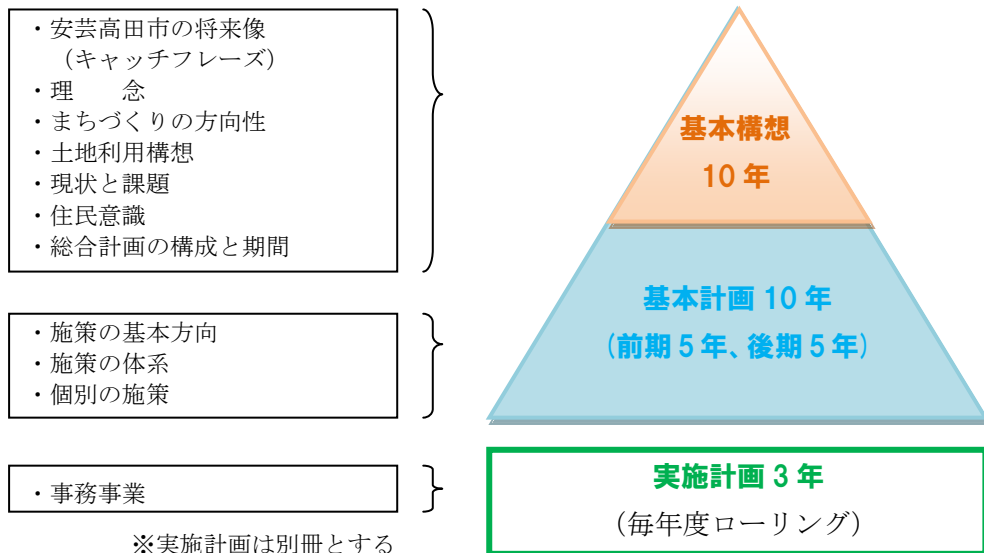 ・安芸高田市の将来像
（キャッチフレーズ）
・理　　念
・まちづくりの方向性
・土地利用構想
・現状と課題
・住民意識
・総合計画の構成と期間
基本構想
10 年
・施策の基本方向
・施策の体系
・個別の施策
基本計画 10 年
(前期 5 年、後期 5 年)
・事務事業
※実施計画は別冊とする
実施計画 3 年
（毎年度ローリング）